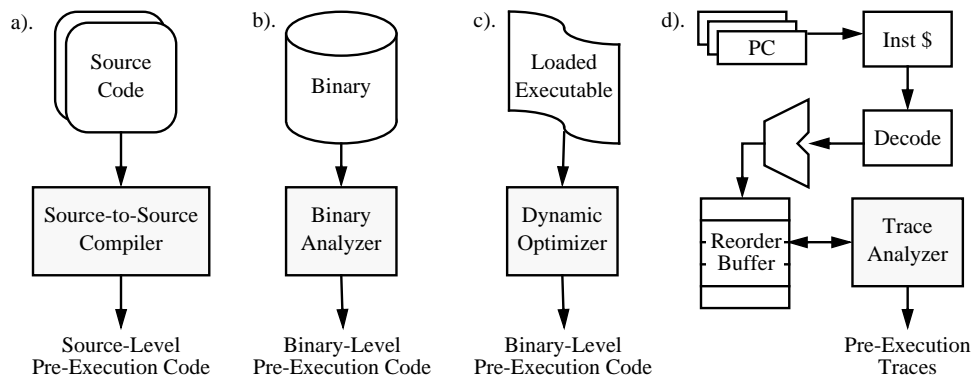 a).
Source
Code
Source-to-Source
Compiler
Source-Level
Pre-Execution Code
b).
Binary
Binary
Analyzer
Binary-Level
Pre-Execution Code
c).
Loaded
Executable
Dynamic
Optimizer
Binary-Level
Pre-Execution Code
d).
PC
Inst $
Decode
Reorder
Buffer
Trace
Analyzer
Pre-Execution
Traces